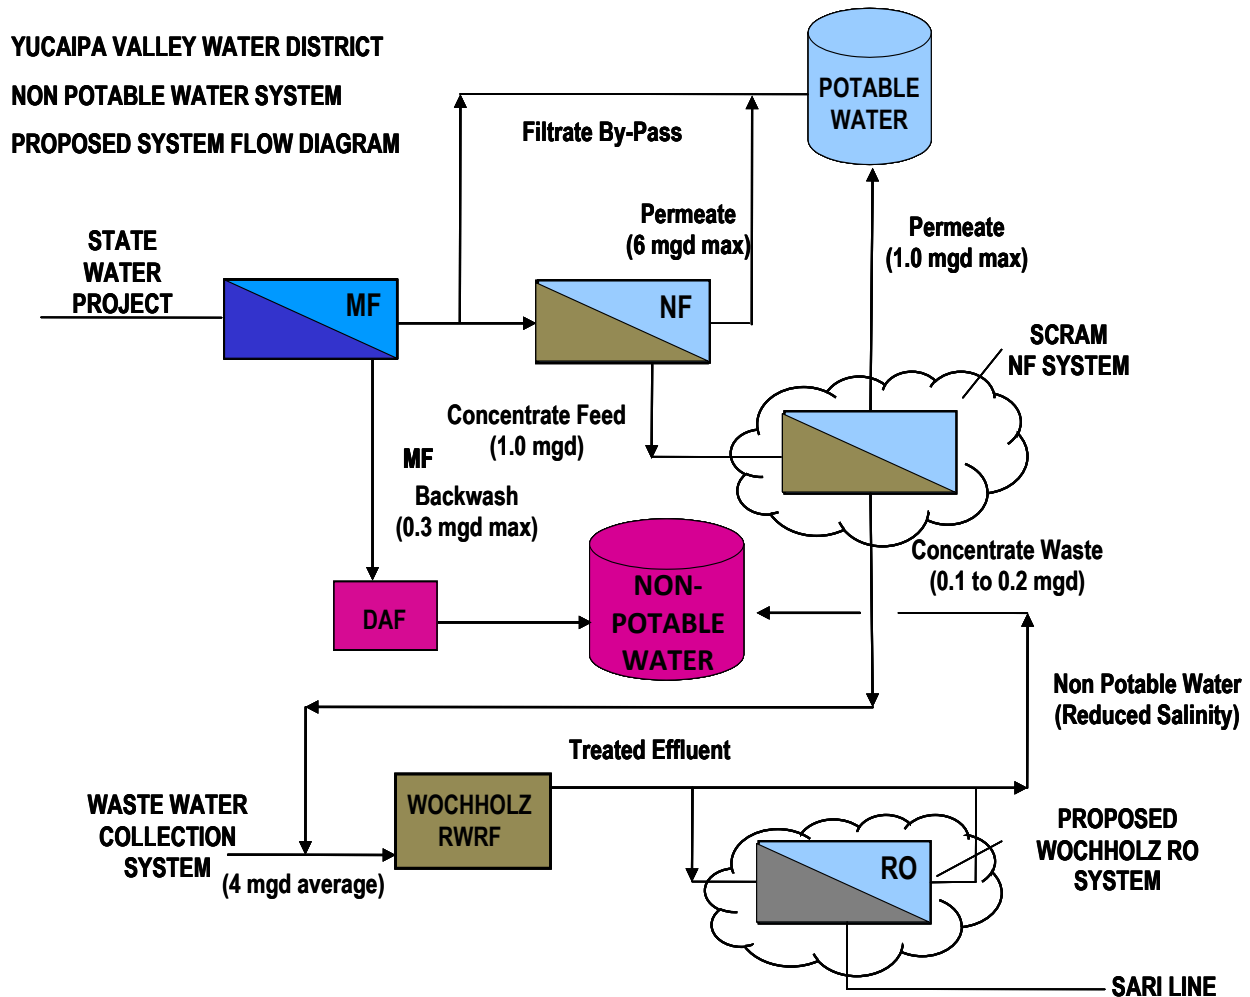 YUCAIPA VALLEY WATER DISTRICT
NON POTABLE WATER SYSTEM
PROPOSED SYSTEM FLOW DIAGRAM
POTABLE
WATER
Filtrate By-Pass
Permeate
(6 mgd max)
Permeate
(1.0 mgd max)
STATE
WATER
PROJECT
MF
NF
SCRAM
NF SYSTEM
Concentrate Feed
(1.0 mgd)
MF
Backwash
(0.3 mgd max)
Concentrate Waste
(0.1 to 0.2 mgd)
DAF
NON-
POTABLE
WATER
Non Potable Water
(Reduced Salinity)
Treated Effluent
WASTE WATER
COLLECTION
SYSTEM
(4 mgd average)
WOCHHOLZ
RWRF
RO
PROPOSED
WOCHHOLZ RO
SYSTEM
SARI LINE